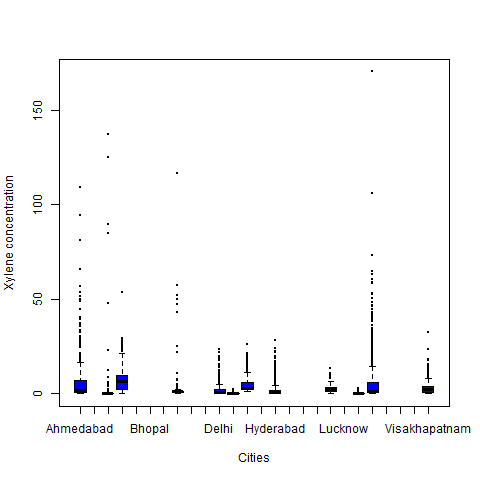 150
100
50
0
Xylene concentration
Ahmedabad Bhopal Delhi Hyderabad Lucknow Visakhapatnam
Cities